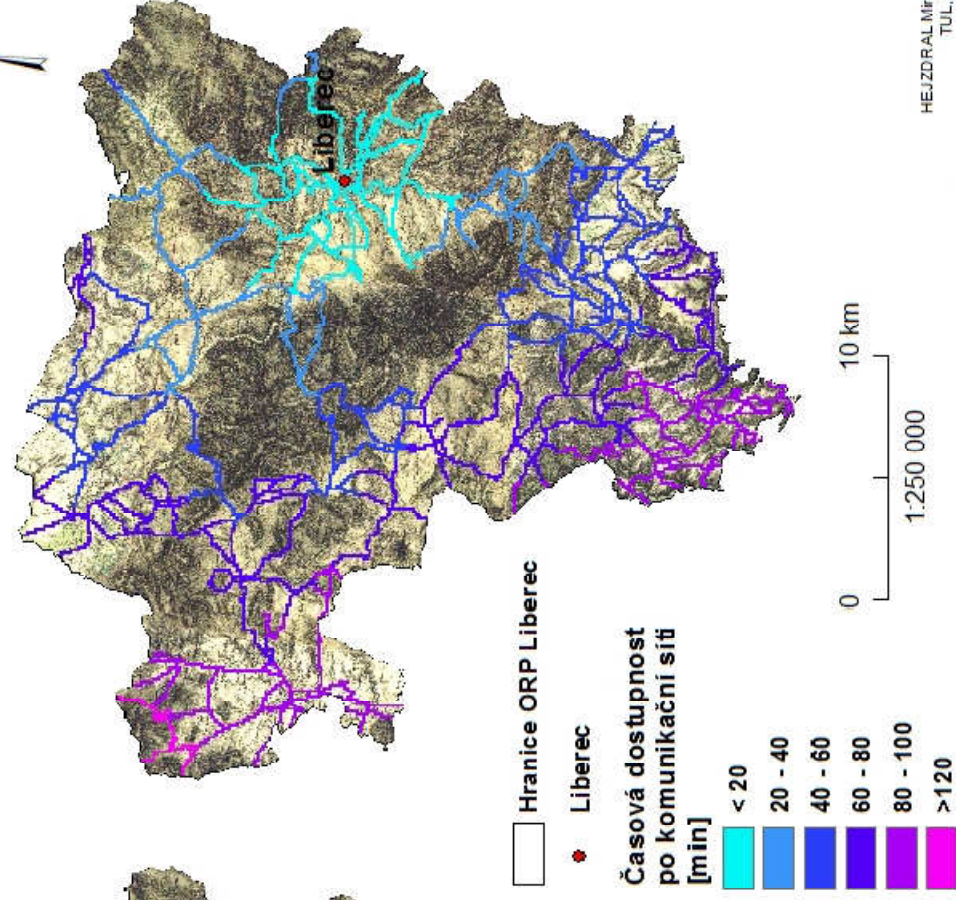 Liberec
Hranice ORP Liberec
Liberec
Časová dostupnost
po komunikační síti
[min]
< 20
20 - 40
40 - 60
60 - 80
80 - 100
>120
0
10 km
1:250 000
HEJZDRAL Mir
TUL,